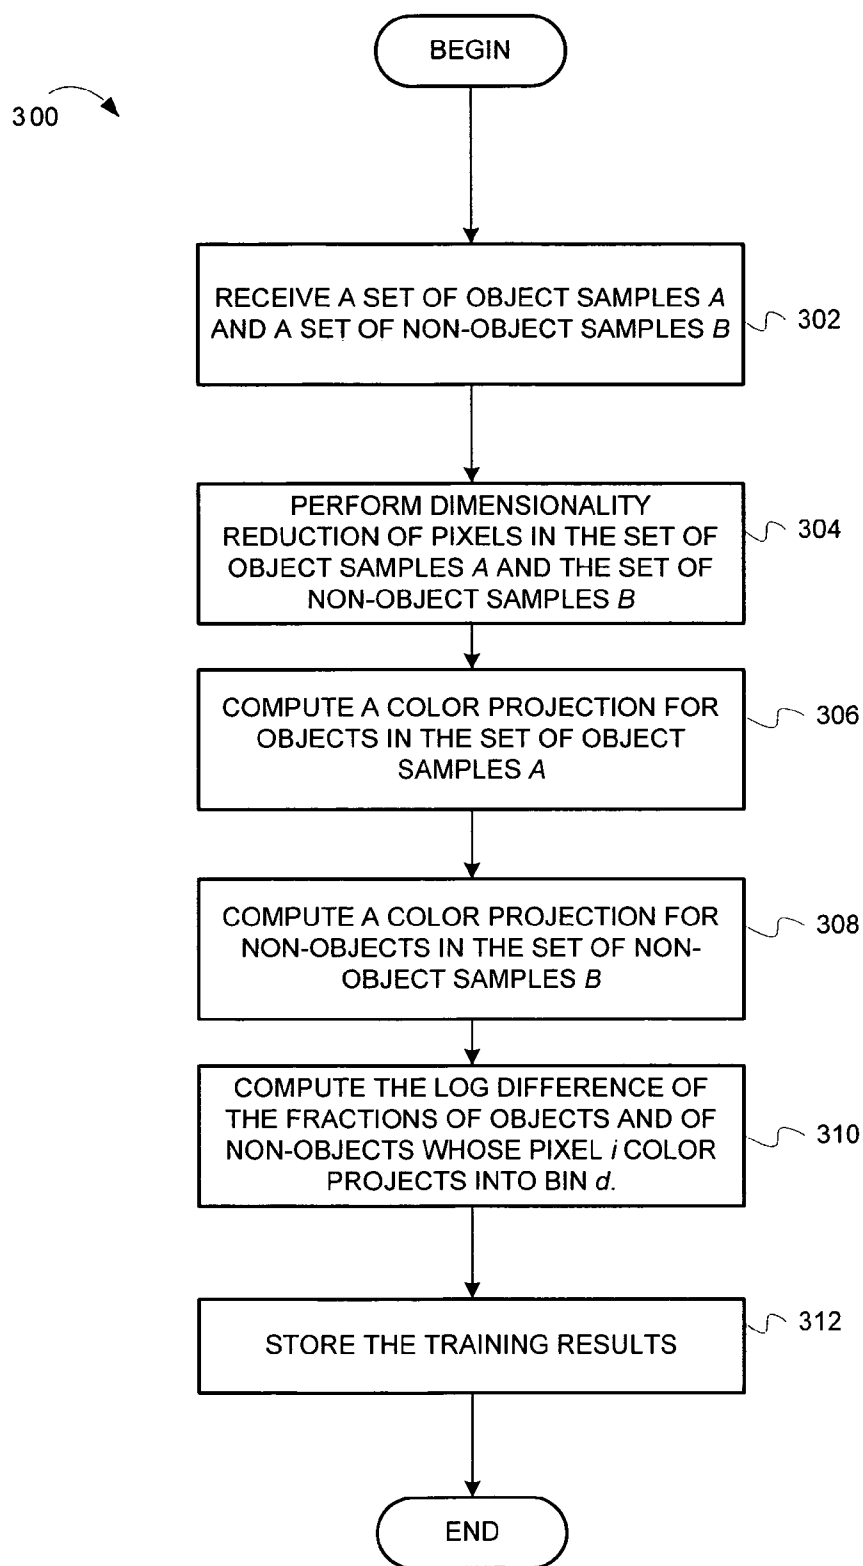 BEGIN
300
RECEIVE A SET OF OBJECT SAMPLES A
AND A SET OF NON-OBJECT SAMPLES B
302
PERFORM DIMENSIONALITY
REDUCTION OF PIXELS IN THE SET OF
OBJECT SAMPLES A AND THE SET OF
NON-OBJECT SAMPLES B
304
COMPUTE A COLOR PROJECTION FOR
OBJECTS IN THE SET OF OBJECT
SAMPLES A
306
COMPUTE A COLOR PROJECTION FOR
NON-OBJECTS IN THE SET OF NON-
OBJECT SAMPLES B
308
COMPUTE THE LOG DIFFERENCE OF
THE FRACTIONS OF OBJECTS AND OF
NON-OBJECTS WHOSE PIXEL i COLOR
PROJECTS INTO BIN d.
310
STORE THE TRAINING RESULTS
312
END